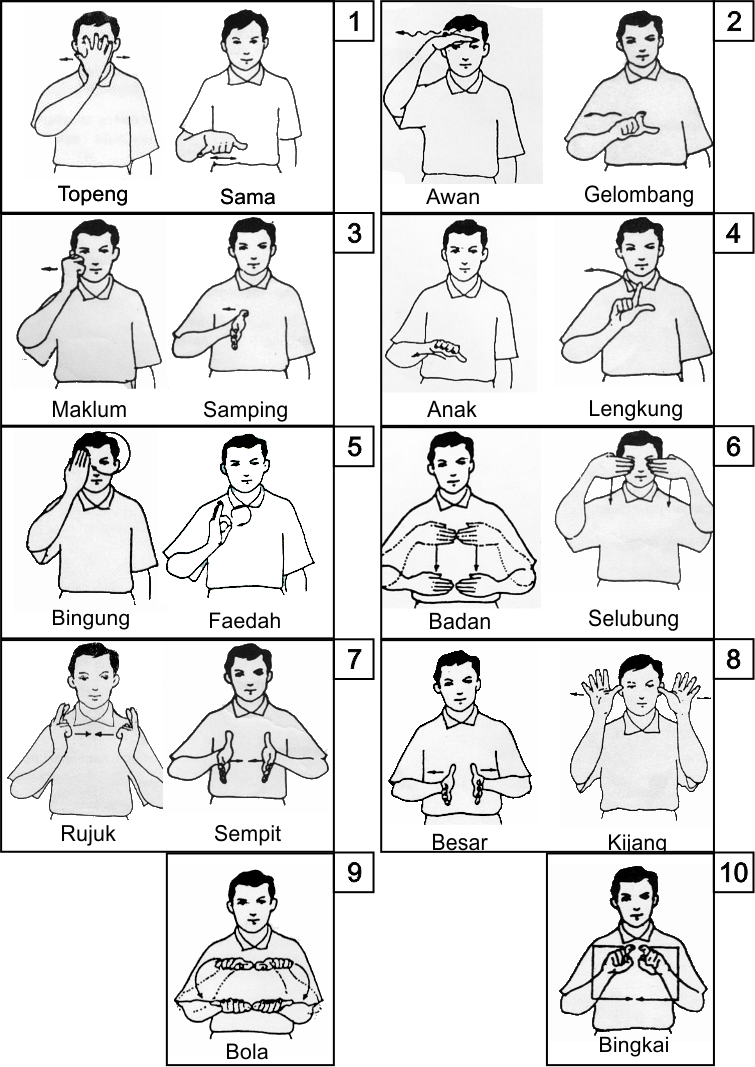 1
Topeng Sama
2
Awan Gelombang
3
Maklum Samping
4
Anak Lengkung
5
Bingung Faedah
6
Badan Selubung
7
Rujuk Sempit
8
Besar Kijang
9
Bola
10
Bingkai